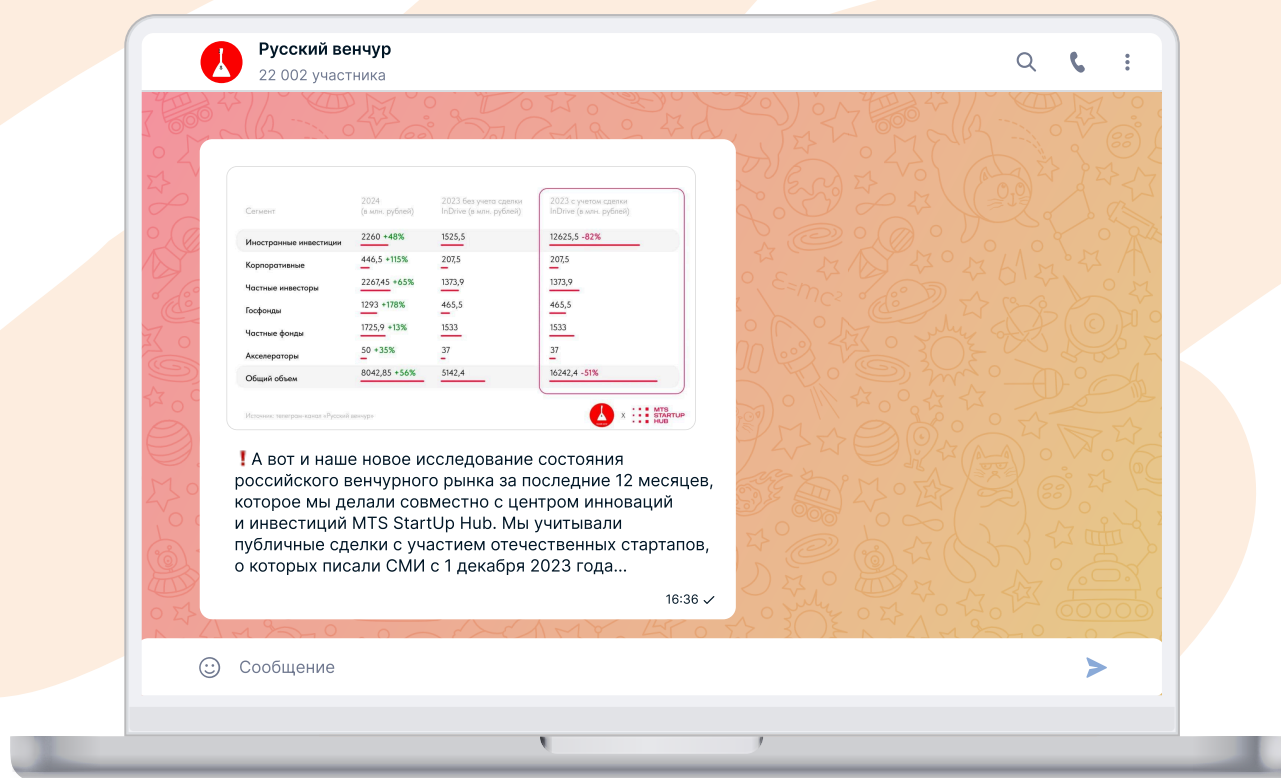 Русский венчур
22 002 участника
Сегмент
2024
(в млн. рублей)
2023 без учета сделки
InDrive (в млн. рублей)
2023 с учетом сделки
InDrive (в млн. рублей)
Иностранные инвестиции 2260 +48% 1525,5 12625,5 -82%
Корпоративные 446,5 +115% 207,5 207,5
Частные инвесторы 2267,45 +65% 1373,9 1373,9
Госфонды 1293 +178% 465,5 465,5
Частные фонды 1725,9 +13% 1533 1533
Акселераторы 50 +35% 37 37
Общий объем 8042,85 +56% 5142,4 16242,4 -51%
Источник: телеграм-канал «Русский венчур»
x
MTS
STARTUP
HUB
❗А вот и наше новое исследование состояния
российского венчурного рынка за последние 12 месяцев,
которое мы делали совместно с центром инноваций
и инвестиций MTS StartUp Hub. Мы учитывали
публичные сделки с участием отечественных стартапов,
о которых писали СМИ с 1 декабря 2023 года...
16:36
Сообщение
E=mc²